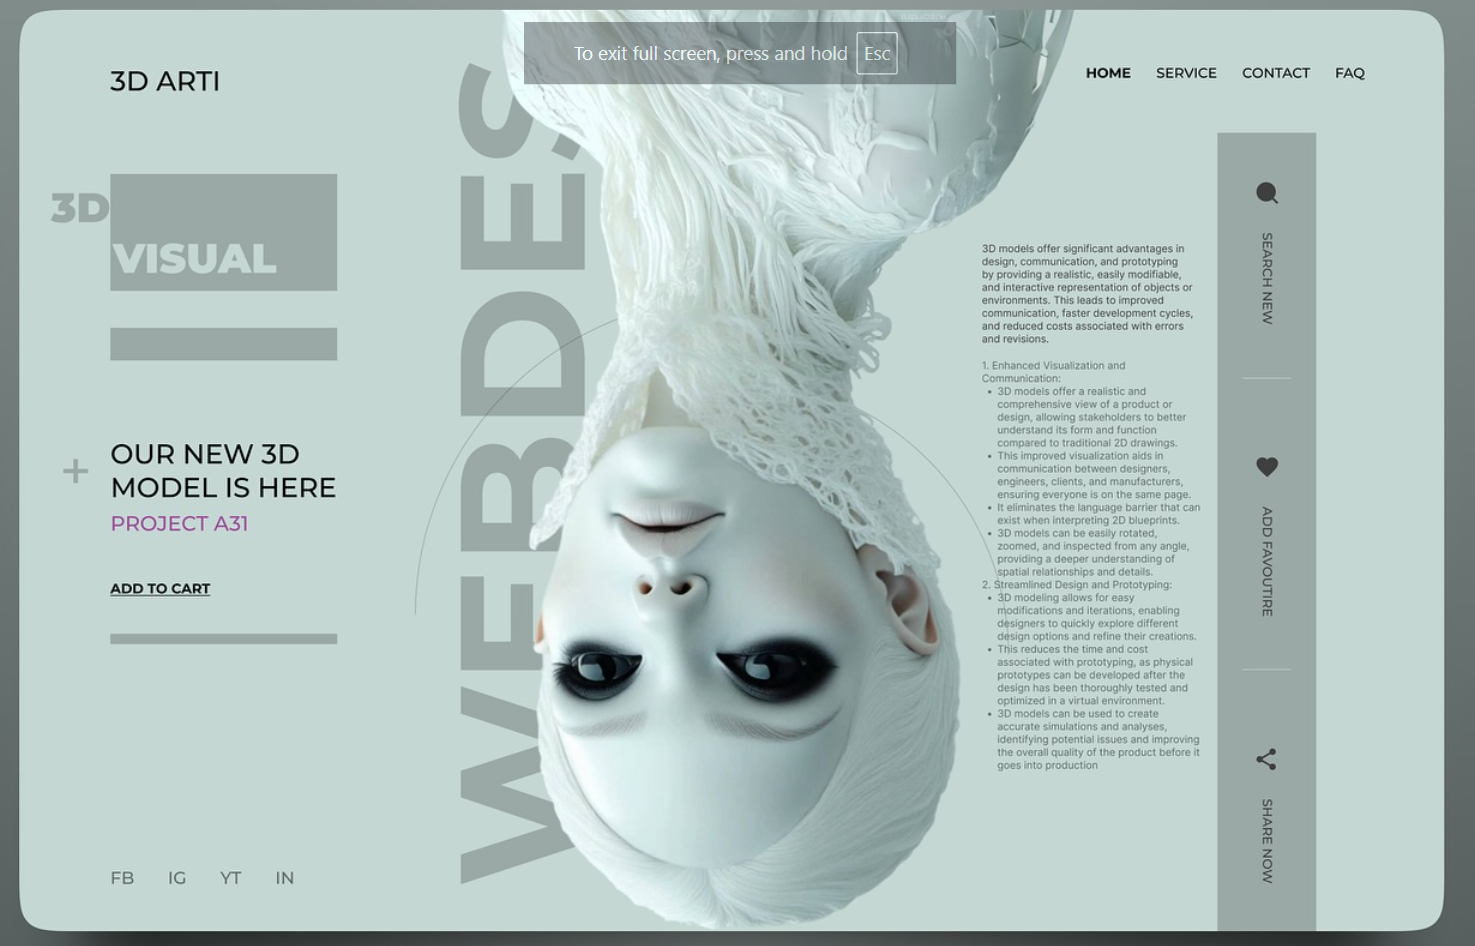 To exit full screen, press and hold Esc
3D ARTI
HOME SERVICE CONTACT FAQ
3D
VISUAL
OUR NEW 3D
MODEL IS HERE
PROJECT A31
ADD TO CART
FB IG YT IN
WEBDES
3D models offer significant advantages in
design, communication, and prototyping
by providing a realistic, easily modifiable,
and interactive representation of objects or
environments. This leads to improved
communication, faster development cycles,
and reduced costs associated with errors
and revisions.
1. Enhanced Visualization and
Communication:
• 3D models offer a realistic and
comprehensive view of a product or
design, allowing stakeholders to better
understand its form and function
compared to traditional 2D drawings.
• This improved visualization aids in
communication between designers,
engineers, clients, and manufacturers,
ensuring everyone is on the same page.
• It eliminates the language barrier that can
exist when interpreting 2D blueprints.
• 3D models can be easily rotated,
zoomed, and inspected from any angle,
providing a deeper understanding of
spatial relationships and details.
2. Streamlined Design and Prototyping:
• 3D modeling allows for easy
modifications and iterations, enabling
designers to quickly explore different
design options and refine their creations.
• This reduces the time and cost
associated with prototyping, as physical
prototypes can be developed after the
design has been thoroughly tested and
optimized in a virtual environment.
• 3D models can be used to create
accurate simulations and analyses,
identifying potential issues and improving
the overall quality of the product before it
goes into production
SEARCH NEW
ADD FAVOUTIRE
SHARE NOW